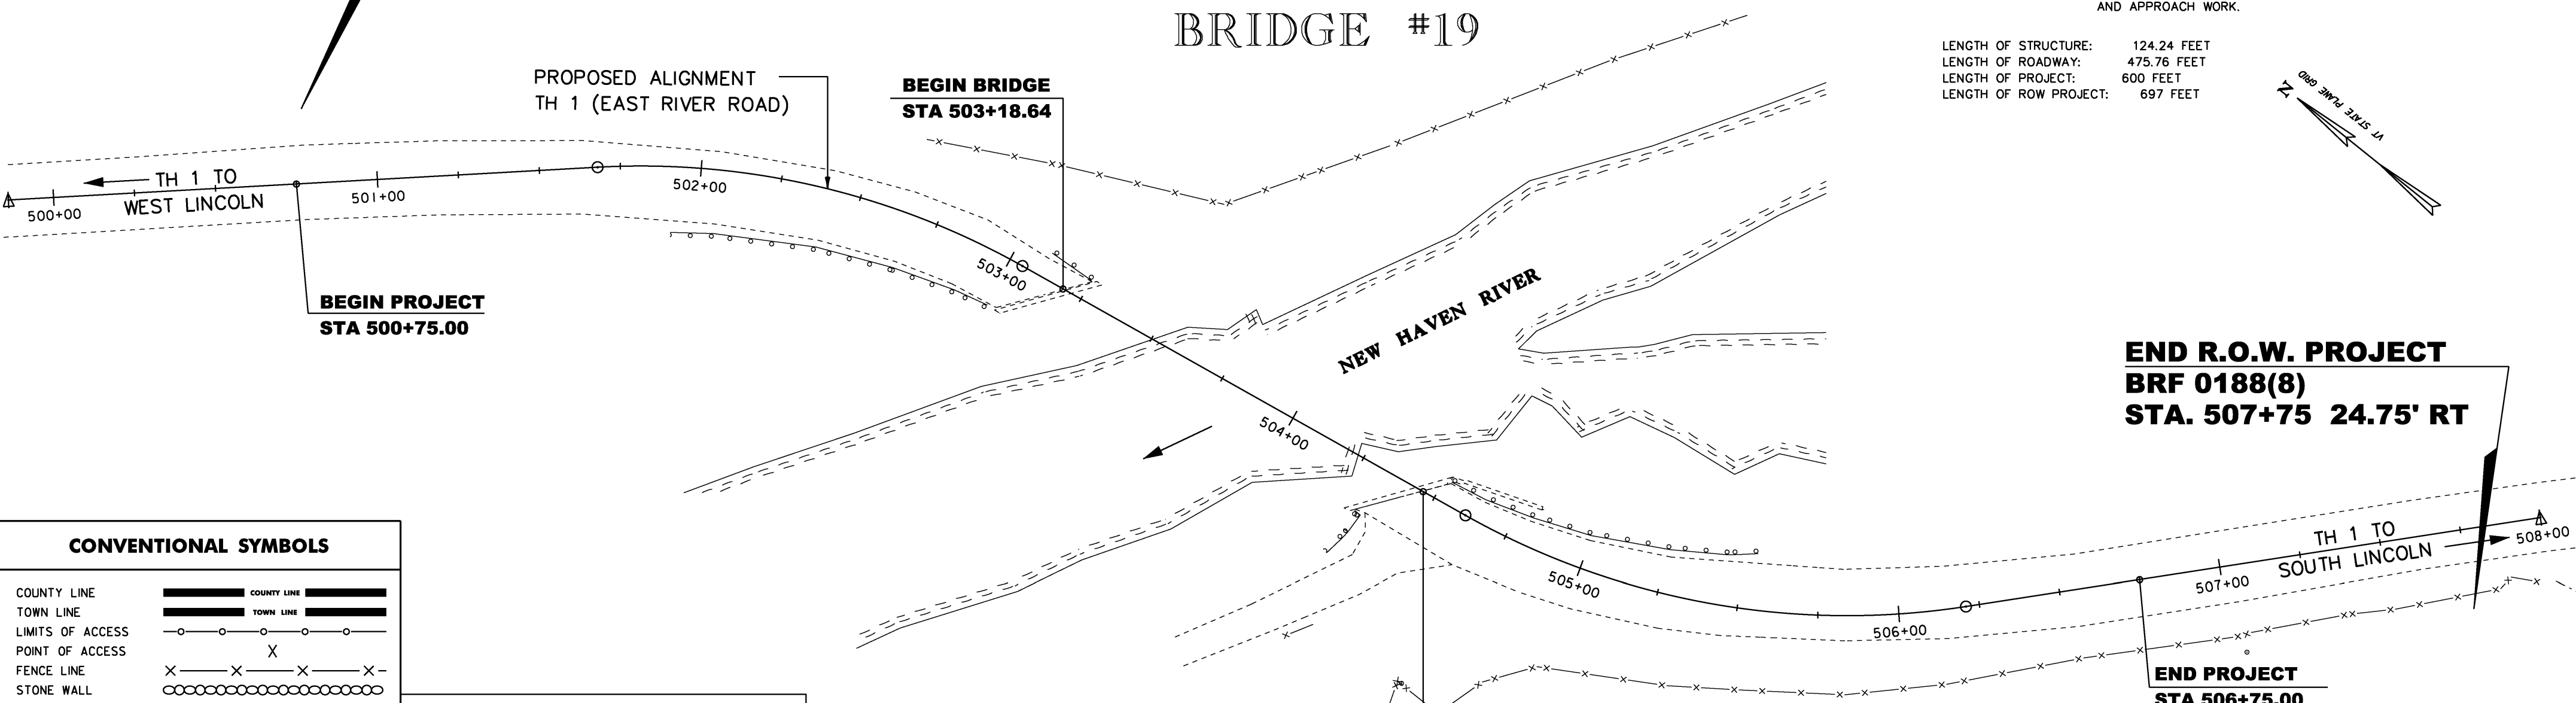 BRIDGE #19
AND APPROACH WORK.
LENGTH OF STRUCTURE: 124.24 FEET
LENGTH OF ROADWAY: 475.76 FEET
LENGTH OF PROJECT: 600 FEET
LENGTH OF ROW PROJECT: 697 FEET
N
VT STATE PLANE GRID
PROPOSED ALIGNMENT
TH 1 (EAST RIVER ROAD)
BEGIN BRIDGE
STA 503+18.64
TH 1 TO
WEST LINCOLN
500+00
501+00
502+00
503+00
504+00
505+00
506+00
507+00
508+00
BEGIN PROJECT
STA 500+75.00
NEW HAVEN RIVER
END R.O.W. PROJECT
BRF 0188(8)
STA. 507+75 24.75' RT
TH 1 TO
SOUTH LINCOLN
END PROJECT
STA 506+75.00
CONVENTIONAL SYMBOLS
COUNTY LINE COUNTY LINE
TOWN LINE TOWN LINE
LIMITS OF ACCESS
POINT OF ACCESS
FENCE LINE
STONE WALL